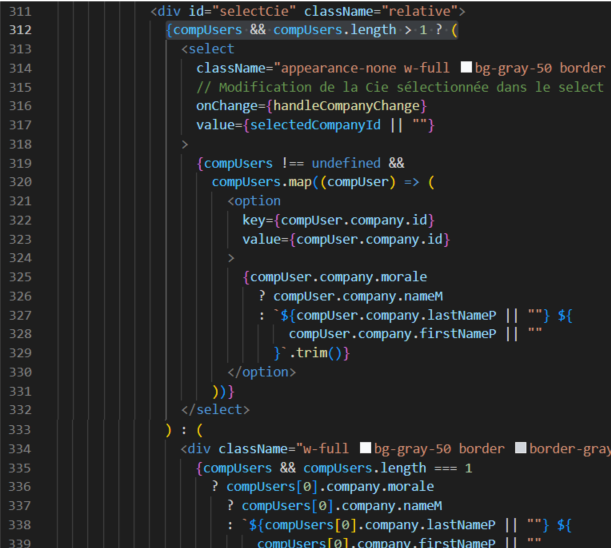 311 <div id="selectCie" className="relative">
312 {compUsers && compUsers.length > 1 ? (
313 <select
314 className="appearance-none w-full bg-gray-50 border
315 // Modification de la Cie sélectionnée dans le select
316 onChange={handleCompanyChange}
317 value={selectedCompanyId || ""}
318 >
319 {compUsers !== undefined &&
320 compUsers.map((compUser) => (
321 <option
322 key={compUser.company.id}
323 value={compUser.company.id}
324 >
325 {compUser.company.morale
326 ? compUser.company.nameM
327 : `${compUser.company.lastNameP || ""} ${
328 compUser.company.firstNameP || ""
329 }`.trim()}
330 </option>
331 ))}
332 </select>
333 ) : (
334 <div className="w-full bg-gray-50 border border-gray
335 {compUsers && compUsers.length === 1
336 ? compUsers[0].company.morale
337 ? compUsers[0].company.nameM
338 : `${compUsers[0].company.lastNameP || ""} ${
339 compUsers[0].company.firstNameP || ""